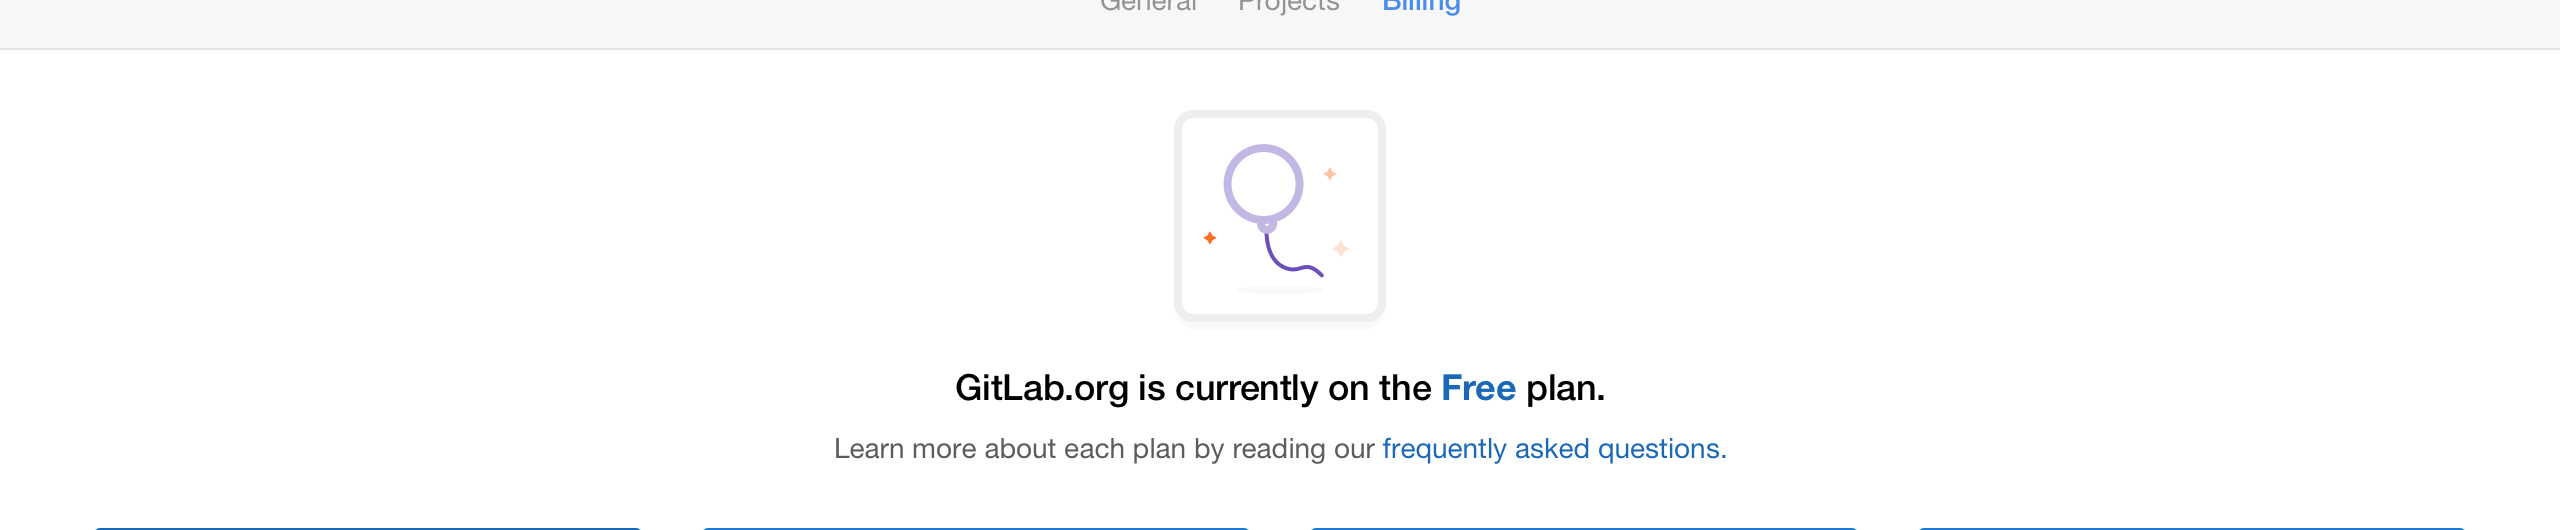 General Projects Billing
GitLab.org is currently on the Free plan.
Learn more about each plan by reading our frequently asked questions.